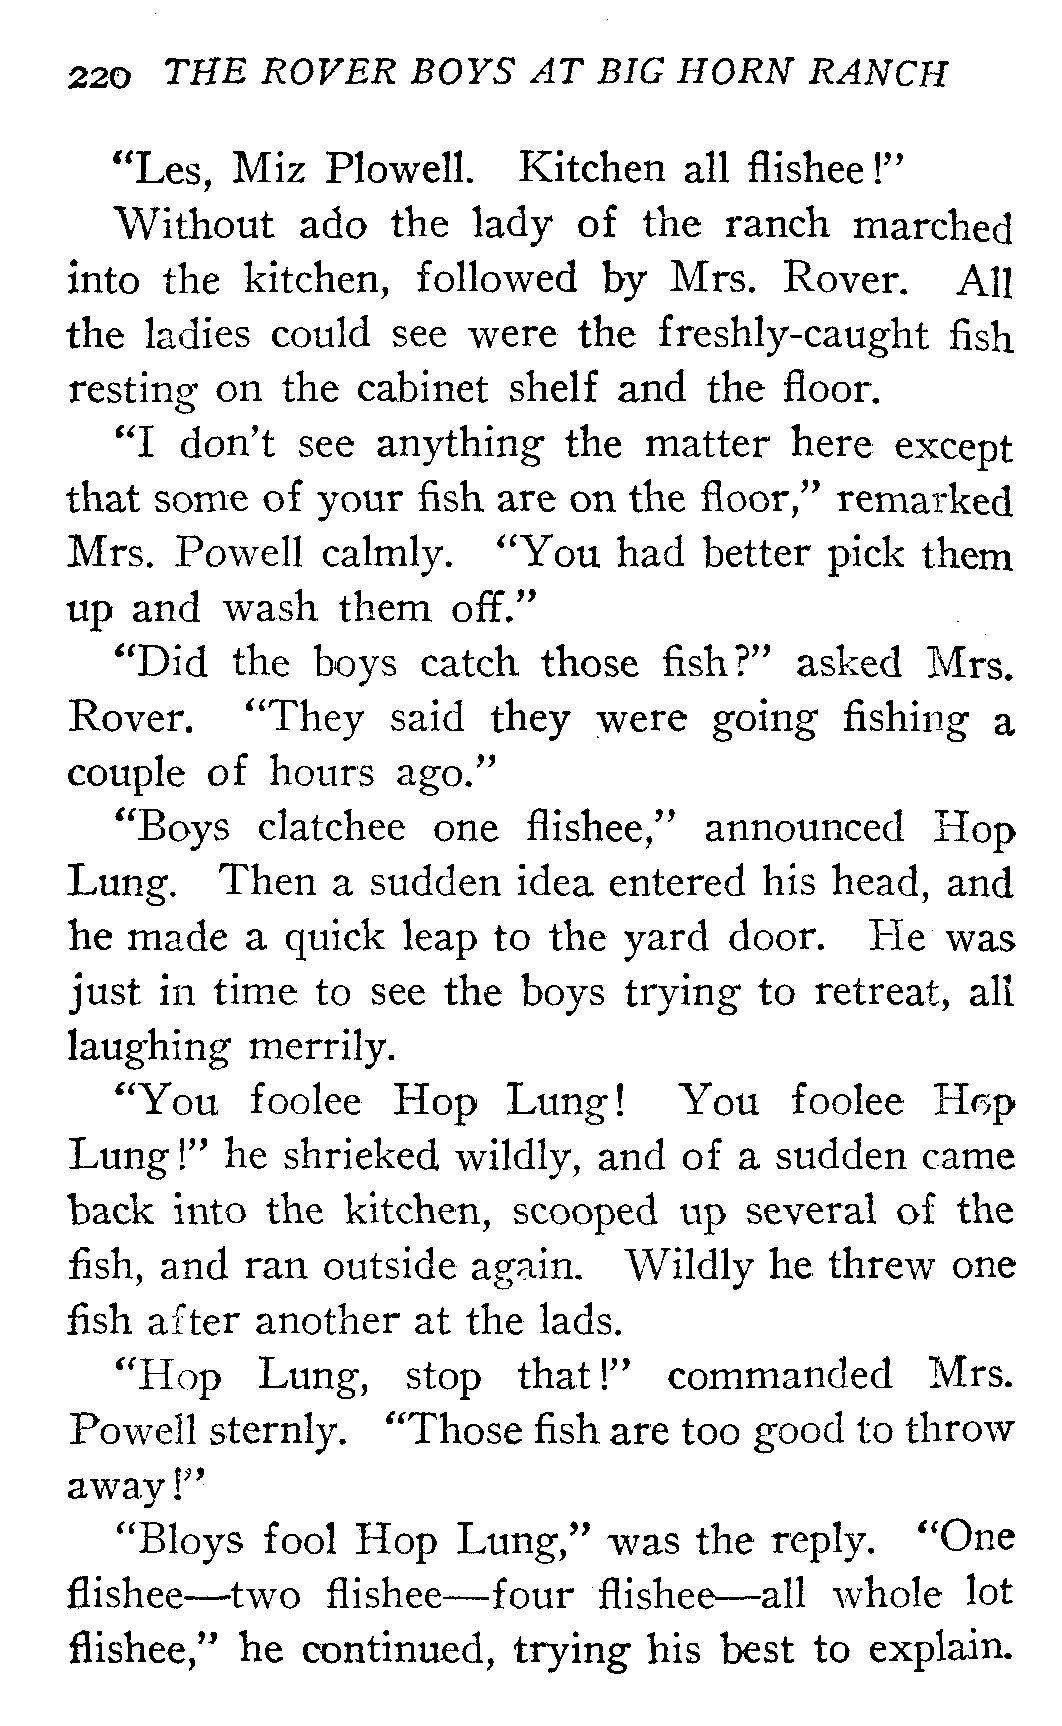 220 THE ROVER BOYS AT BIG HORN RANCH
“Les, Miz Plowell. Kitchen all flishee!”
Without ado the lady of the ranch marched
into the kitchen, followed by Mrs. Rover. All
the ladies could see were the freshly-caught fish
resting on the cabinet shelf and the floor.
“I don’t see anything the matter here except
that some of your fish are on the floor,” remarked
Mrs. Powell calmly. “You had better pick them
up and wash them off.”
“Did the boys catch those fish?” asked Mrs.
Rover. “They said they were going fishing a
couple of hours ago.”
“Boys clatchee one flishee,” announced Hop
Lung. Then a sudden idea entered his head, and
he made a quick leap to the yard door. He was
just in time to see the boys trying to retreat, all
laughing merrily.
“You foolee Hop Lung! You foolee Hop
Lung!” he shrieked wildly, and of a sudden came
back into the kitchen, scooped up several of the
fish, and ran outside again. Wildly he threw one
fish after another at the lads.
“Hop Lung, stop that!” commanded Mrs.
Powell sternly. “Those fish are too good to throw
away!”
“Bloys fool Hop Lung,” was the reply. “One
flishee—two flishee—four flishee—all whole lot
flishee,” he continued, trying his best to explain.